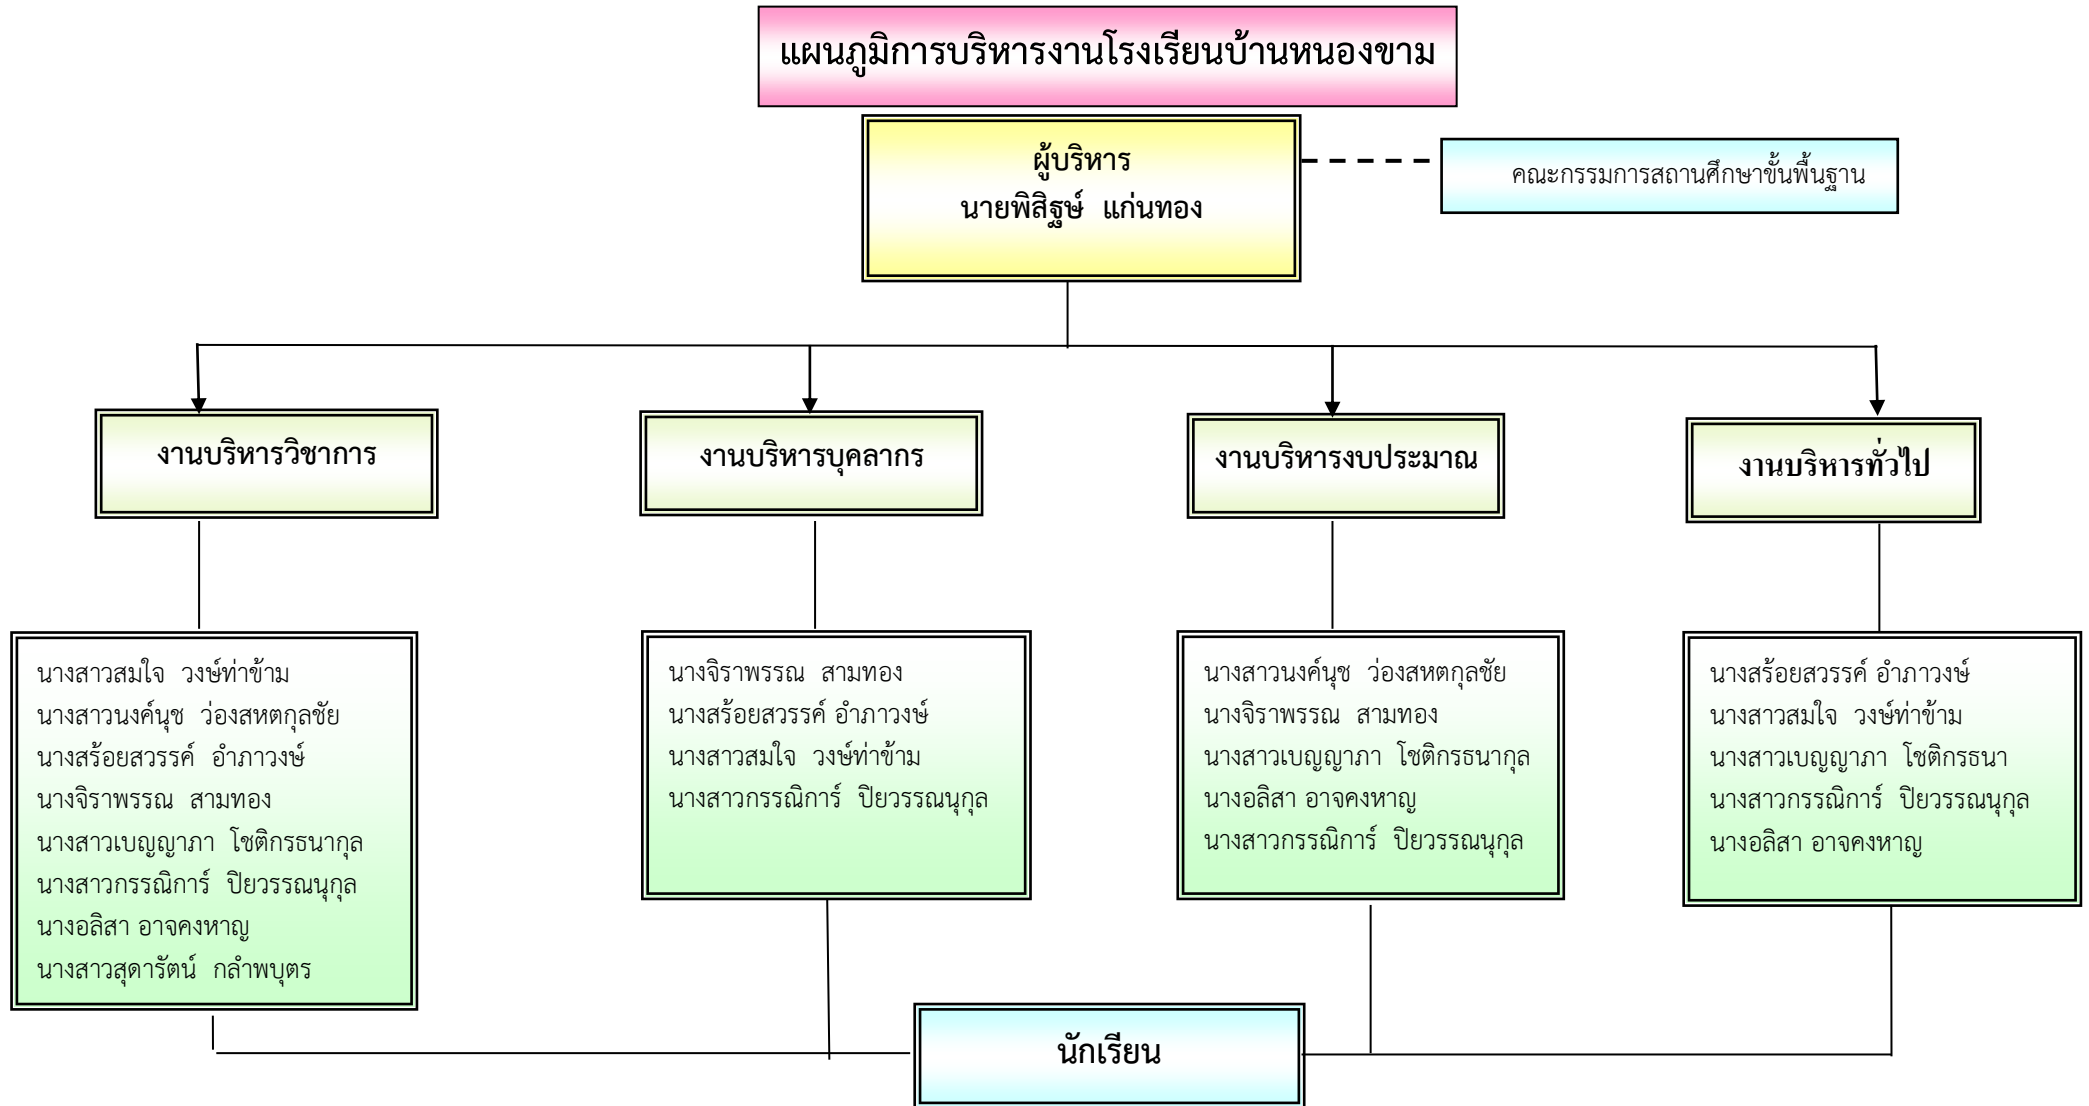 แผนภูมิการบริหารงานโรงเรียนบ้านหนองขาม
ผู้บริหาร
นายพิสิฐษ์ แก่นทอง
คณะกรรมการสถานศึกษาขั้นพื้นฐาน
งานบริหารวิชาการ
งานบริหารบุคลากร
งานบริหารงบประมาณ
งานบริหารทั่วไป
นางสาวสมใจ วงษ์ท่าข้าม
นางสาวนงค์นุช ว่องสหตกุลชัย
นางสร้อยสวรรค์ อำภาวงษ์
นางจิราพรรณ สามทอง
นางสาวเบญญาภา โชติกรธนากุล
นางสาวกรรณิการ์ ปิยวรรณนุกุล
นางอลิสา อาจคงหาญ
นางสาวสุดารัตน์ กลำพบุตร
นางจิราพรรณ สามทอง
นางสร้อยสวรรค์ อำภาวงษ์
นางสาวสมใจ วงษ์ท่าข้าม
นางสาวกรรณิการ์ ปิยวรรณนุกุล
นางสาวนงค์นุช ว่องสหตกุลชัย
นางจิราพรรณ สามทอง
นางสาวเบญญาภา โชติกรธนากุล
นางอลิสา อาจคงหาญ
นางสาวกรรณิการ์ ปิยวรรณนุกุล
นางสร้อยสวรรค์ อำภาวงษ์
นางสาวสมใจ วงษ์ท่าข้าม
นางสาวเบญญาภา โชติกรธนา
นางสาวกรรณิการ์ ปิยวรรณนุกุล
นางอลิสา อาจคงหาญ
นักเรียน